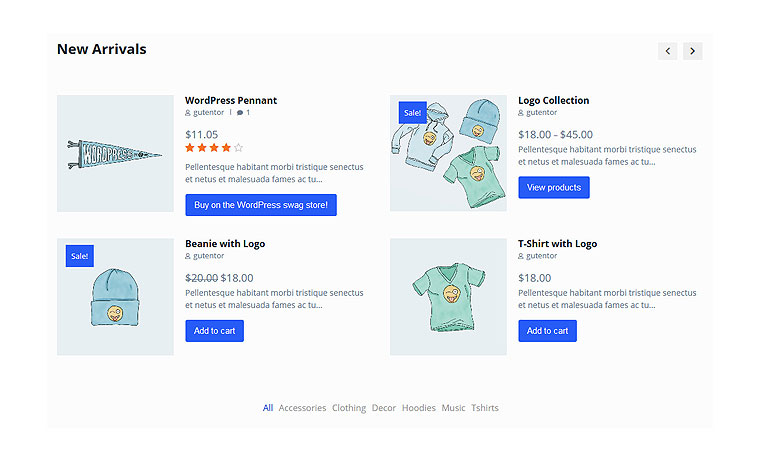 New Arrivals
WORDPRESS
WordPress Pennant
gutentor | 1
$11.05
Pellentesque habitant morbi tristique senectus
et netus et malesuada fames ac tu...
Buy on the WordPress swag store!
Sale!
Logo Collection
gutentor
$18.00 - $45.00
Pellentesque habitant morbi tristique senectus
et netus et malesuada fames ac tu...
View products
Sale!
Beanie with Logo
gutentor
$20.00 $18.00
Pellentesque habitant morbi tristique senectus
et netus et malesuada fames ac tu...
Add to cart
T-Shirt with Logo
gutentor
$18.00
Pellentesque habitant morbi tristique senectus
et netus et malesuada fames ac tu...
Add to cart
All Accessories Clothing Decor Hoodies Music Tshirts